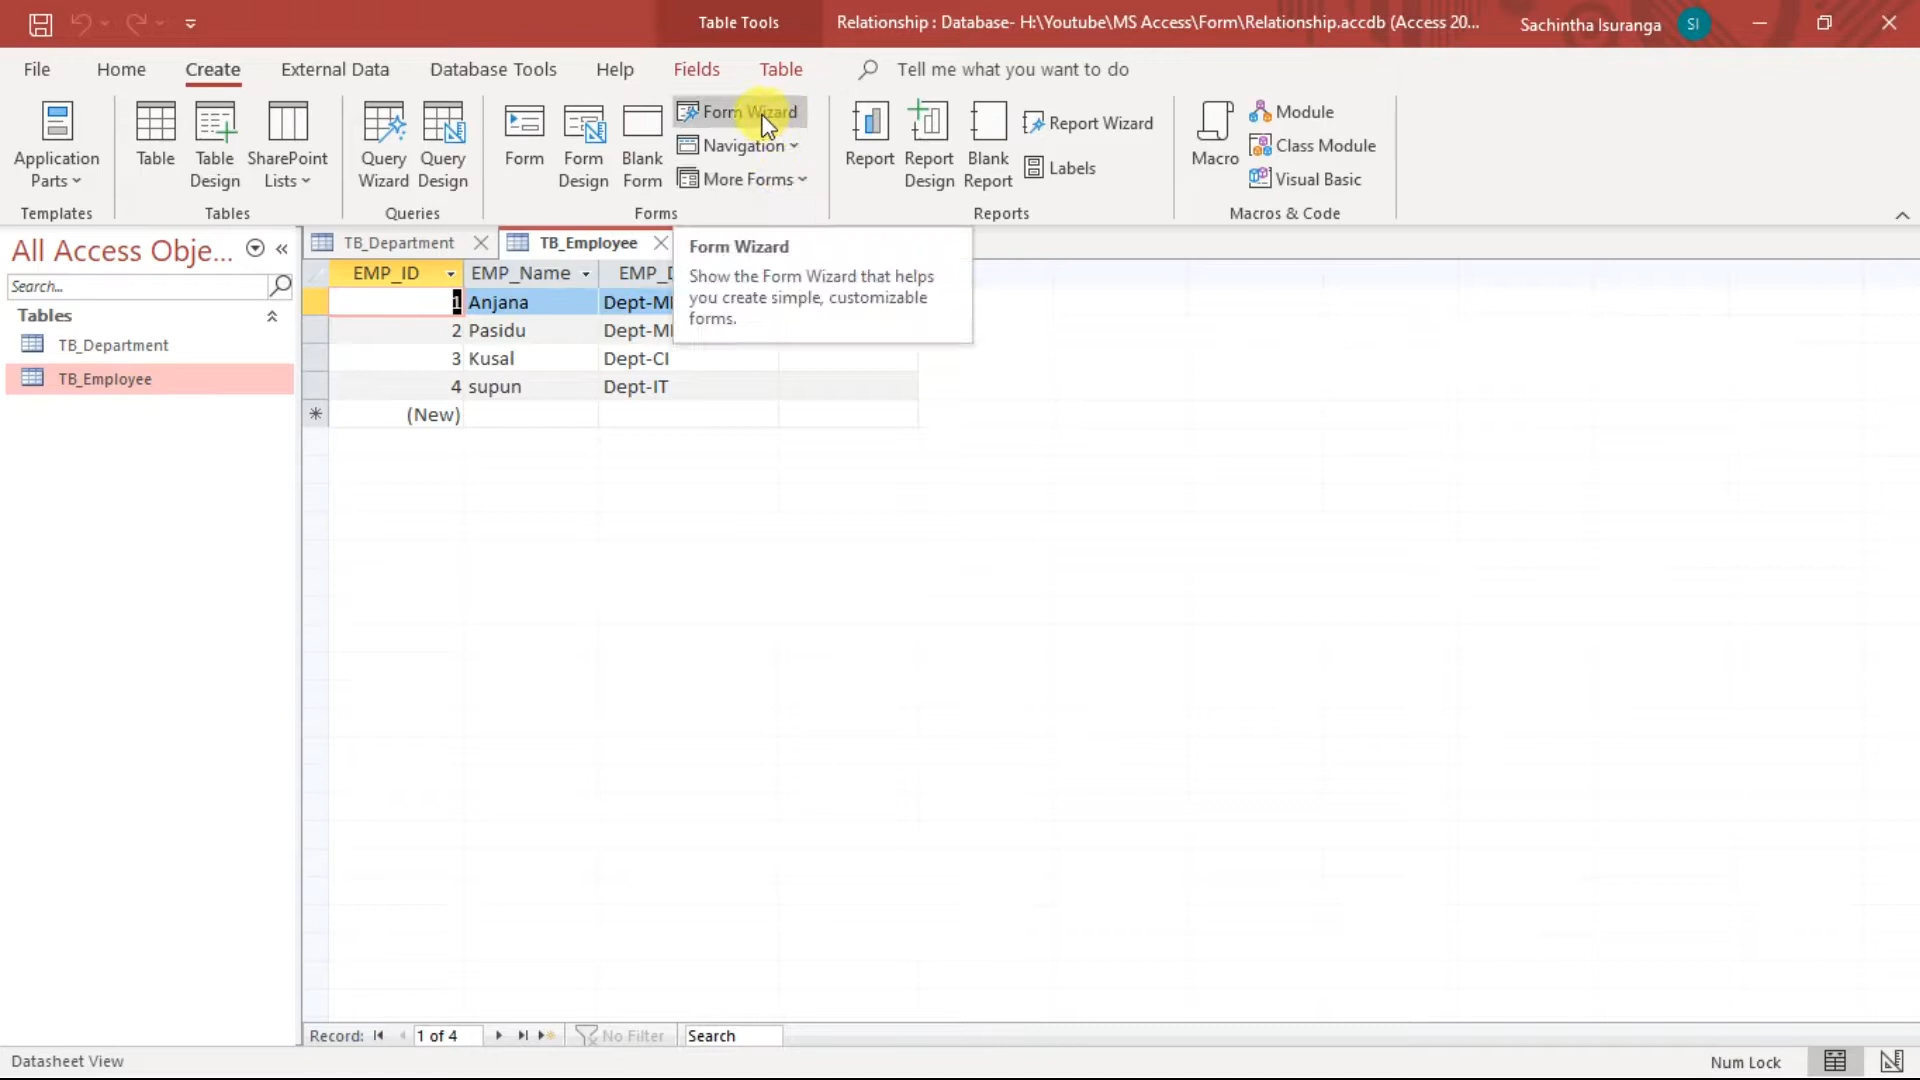 Table Tools
Relationship : Database- H:\Youtube\MS Access\Form\Relationship.accdb (Access 20...
Sachintha Isuranga
SI
File
Home
Create
External Data
Database Tools
Help
Fields
Table
Tell me what you want to do
Application
Parts
Table
Table
Design
SharePoint
Lists
Query
Wizard
Query
Design
Form
Form
Design
Blank
Form
Form Wizard
Navigation
More Forms
Report
Report
Design
Blank
Report
Report Wizard
Labels
Macro
Module
Class Module
Visual Basic
Templates
Tables
Queries
Forms
Reports
Macros & Code
All Access Obje...
Search...
Tables
TB_Department
TB_Employee
TB_Department
TB_Employee
Form Wizard
Show the Form Wizard that helps
you create simple, customizable
forms.
EMP_ID
EMP_Name
1
Anjana
2
Pasidu
3
Kusal
Dept-CI
4
supun
Dept-IT
(New)
Record:
1 of 4
No Filter
Search
Datasheet View
Num Lock